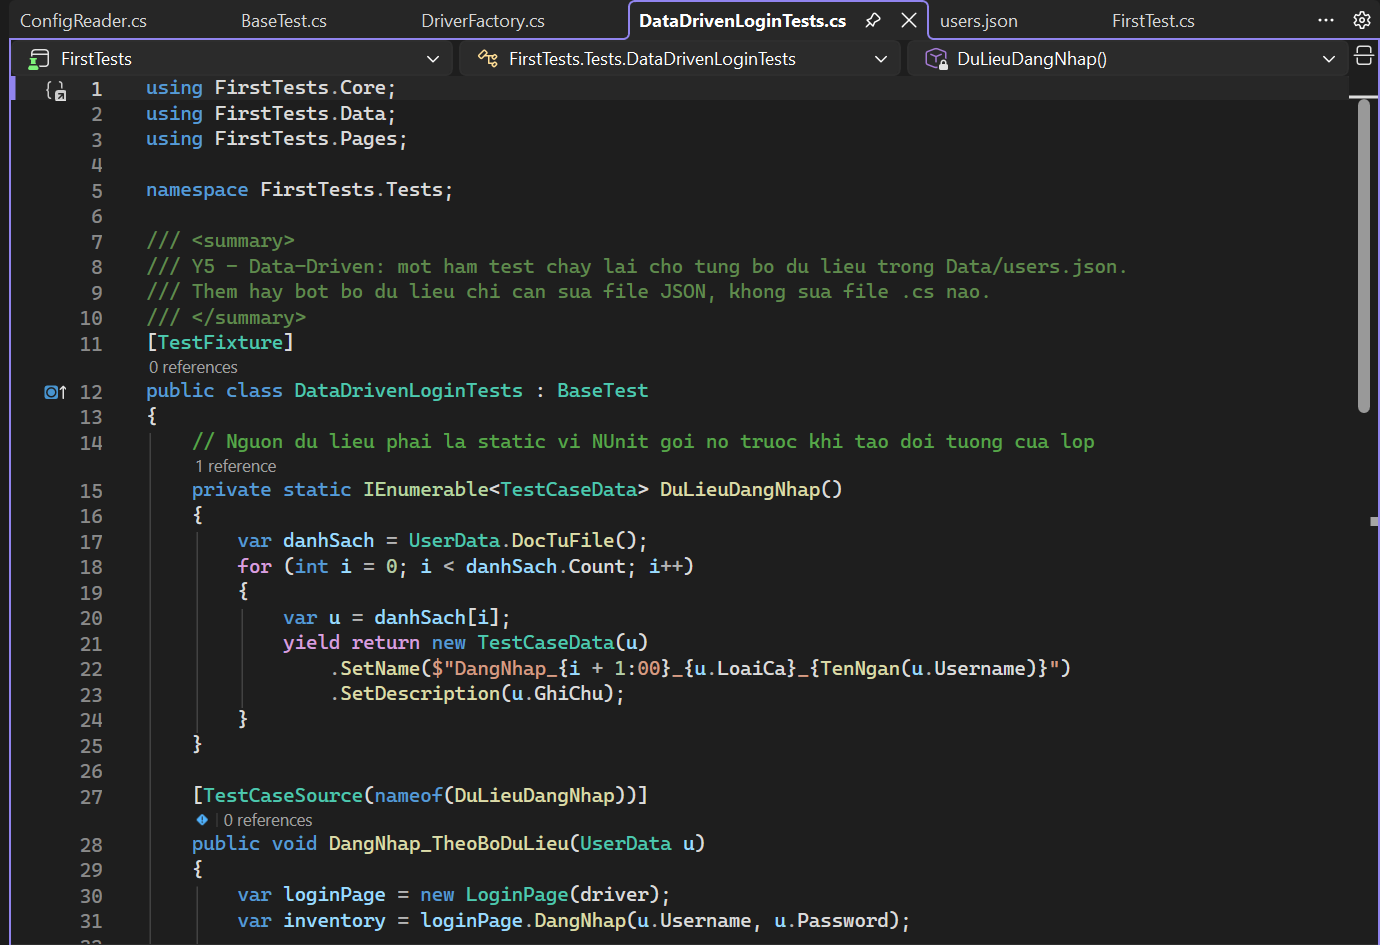 ConfigReader.cs BaseTest.cs DriverFactory.cs DataDrivenLoginTests.cs users.json FirstTest.cs
FirstTests FirstTests.Tests.DataDrivenLoginTests DuLieuDangNhap()
1 using FirstTests.Core;
2 using FirstTests.Data;
3 using FirstTests.Pages;
4
5 namespace FirstTests.Tests;
6
7 /// <summary>
8 /// Y5 - Data-Driven: mot ham test chay lai cho tung bo du lieu trong Data/users.json.
9 /// Them hay bot bo du lieu chi can sua file JSON, khong sua file .cs nao.
10 /// </summary>
11 [TestFixture]
0 references
12 public class DataDrivenLoginTests : BaseTest
13 {
14 // Nguon du lieu phai la static vi NUnit goi no truoc khi tao doi tuong cua lop
1 reference
15 private static IEnumerable<TestCaseData> DuLieuDangNhap()
16 {
17 var danhSach = UserData.DocTuFile();
18 for (int i = 0; i < danhSach.Count; i++)
19 {
20 var u = danhSach[i];
21 yield return new TestCaseData(u)
22 .SetName($"DangNhap_{i + 1:00}_{u.LoaiCa}_{TenNgan(u.Username)}")
23 .SetDescription(u.GhiChu);
24 }
25 }
26
27 [TestCaseSource(nameof(DuLieuDangNhap))]
0 references
28 public void DangNhap_TheoBoDuLieu(UserData u)
29 {
30 var loginPage = new LoginPage(driver);
31 var inventory = loginPage.DangNhap(u.Username, u.Password);